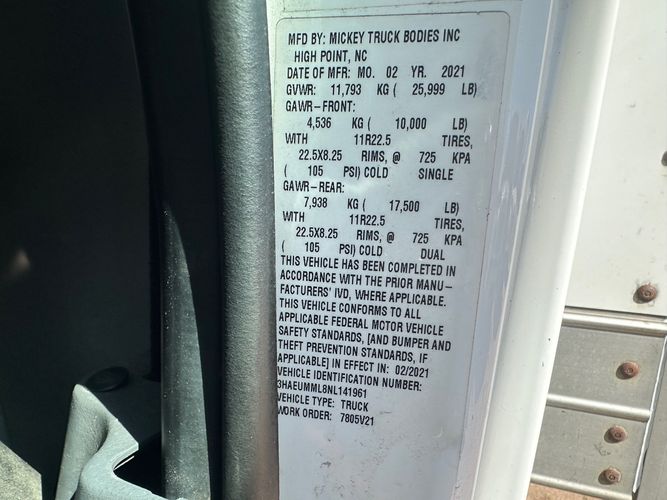 MFD BY: MICKEY TRUCK BODIES INC
HIGH POINT, NC
DATE OF MFR: MO. 02 YR. 2021
GVWR: 11,793 KG ( 25,999 LB)
GAWR-FRONT:
4,536 KG ( 10,000 LB)
WITH 11R22.5 TIRES,
22.5X8.25 RIMS, @ 725 KPA
( 105 PSI) COLD SINGLE
GAWR-REAR:
7,938 KG ( 17,500 LB)
WITH 11R22.5 TIRES,
22.5X8.25 RIMS, @ 725 KPA
( 105 PSI) COLD DUAL
THIS VEHICLE HAS BEEN COMPLETED IN
ACCORDANCE WITH THE PRIOR MANU-
FACTURERS' IVD, WHERE APPLICABLE.
THIS VEHICLE CONFORMS TO ALL
APPLICABLE FEDERAL MOTOR VEHICLE
SAFETY STANDARDS, [AND BUMPER AND
THEFT PREVENTION STANDARDS, IF
APPLICABLE] IN EFFECT IN: 02/2021
VEHICLE IDENTIFICATION NUMBER:
3HAEUMML8NL141961
VEHICLE TYPE: TRUCK
WORK ORDER: 7805V21